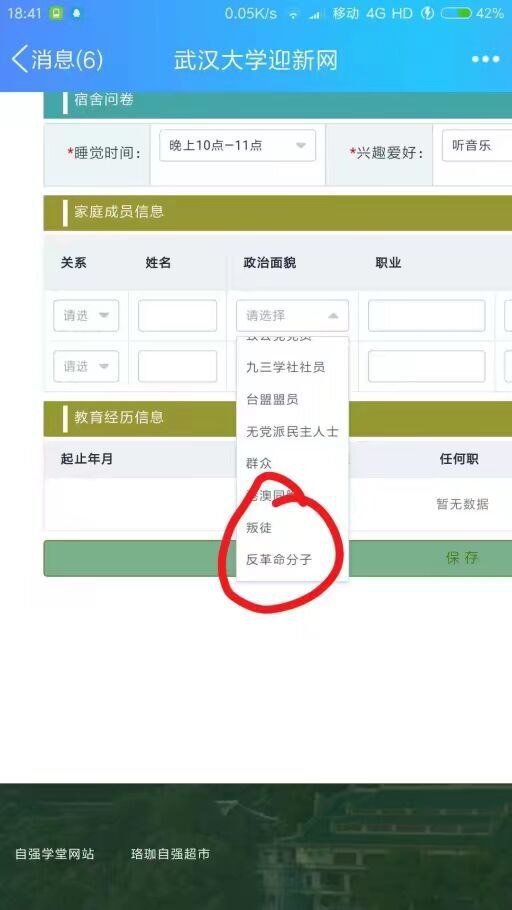 18:41 0.05K/s 移动 4G HD 42%
消息(6) 武汉大学迎新网
宿舍问卷
*睡觉时间： 晚上10点—11点 *兴趣爱好： 听音乐
家庭成员信息
关系 姓名 政治面貌 职业
请选 请选择
九三学社社员
请选
台盟盟员
无党派民主人士
教育经历信息
起止年月 任何职
群众
港澳同胞
暂无数据
叛徒
反革命分子
保存
自强学堂网站 珞珈自强超市